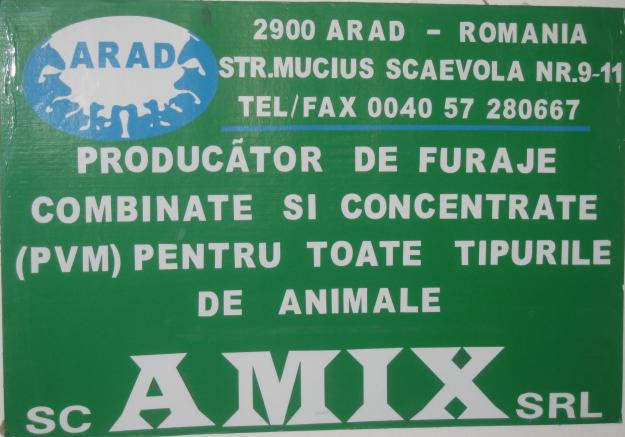 ARAD
2900 ARAD - ROMANIA
STR.MUCIUS SCAEVOLA NR.9-11
TEL/FAX 0040 57 280667
PRODUCĂTOR DE FURAJE
COMBINATE SI CONCENTRATE
(PVM) PENTRU TOATE TIPURILE
DE ANIMALE
SC AMIX SRL